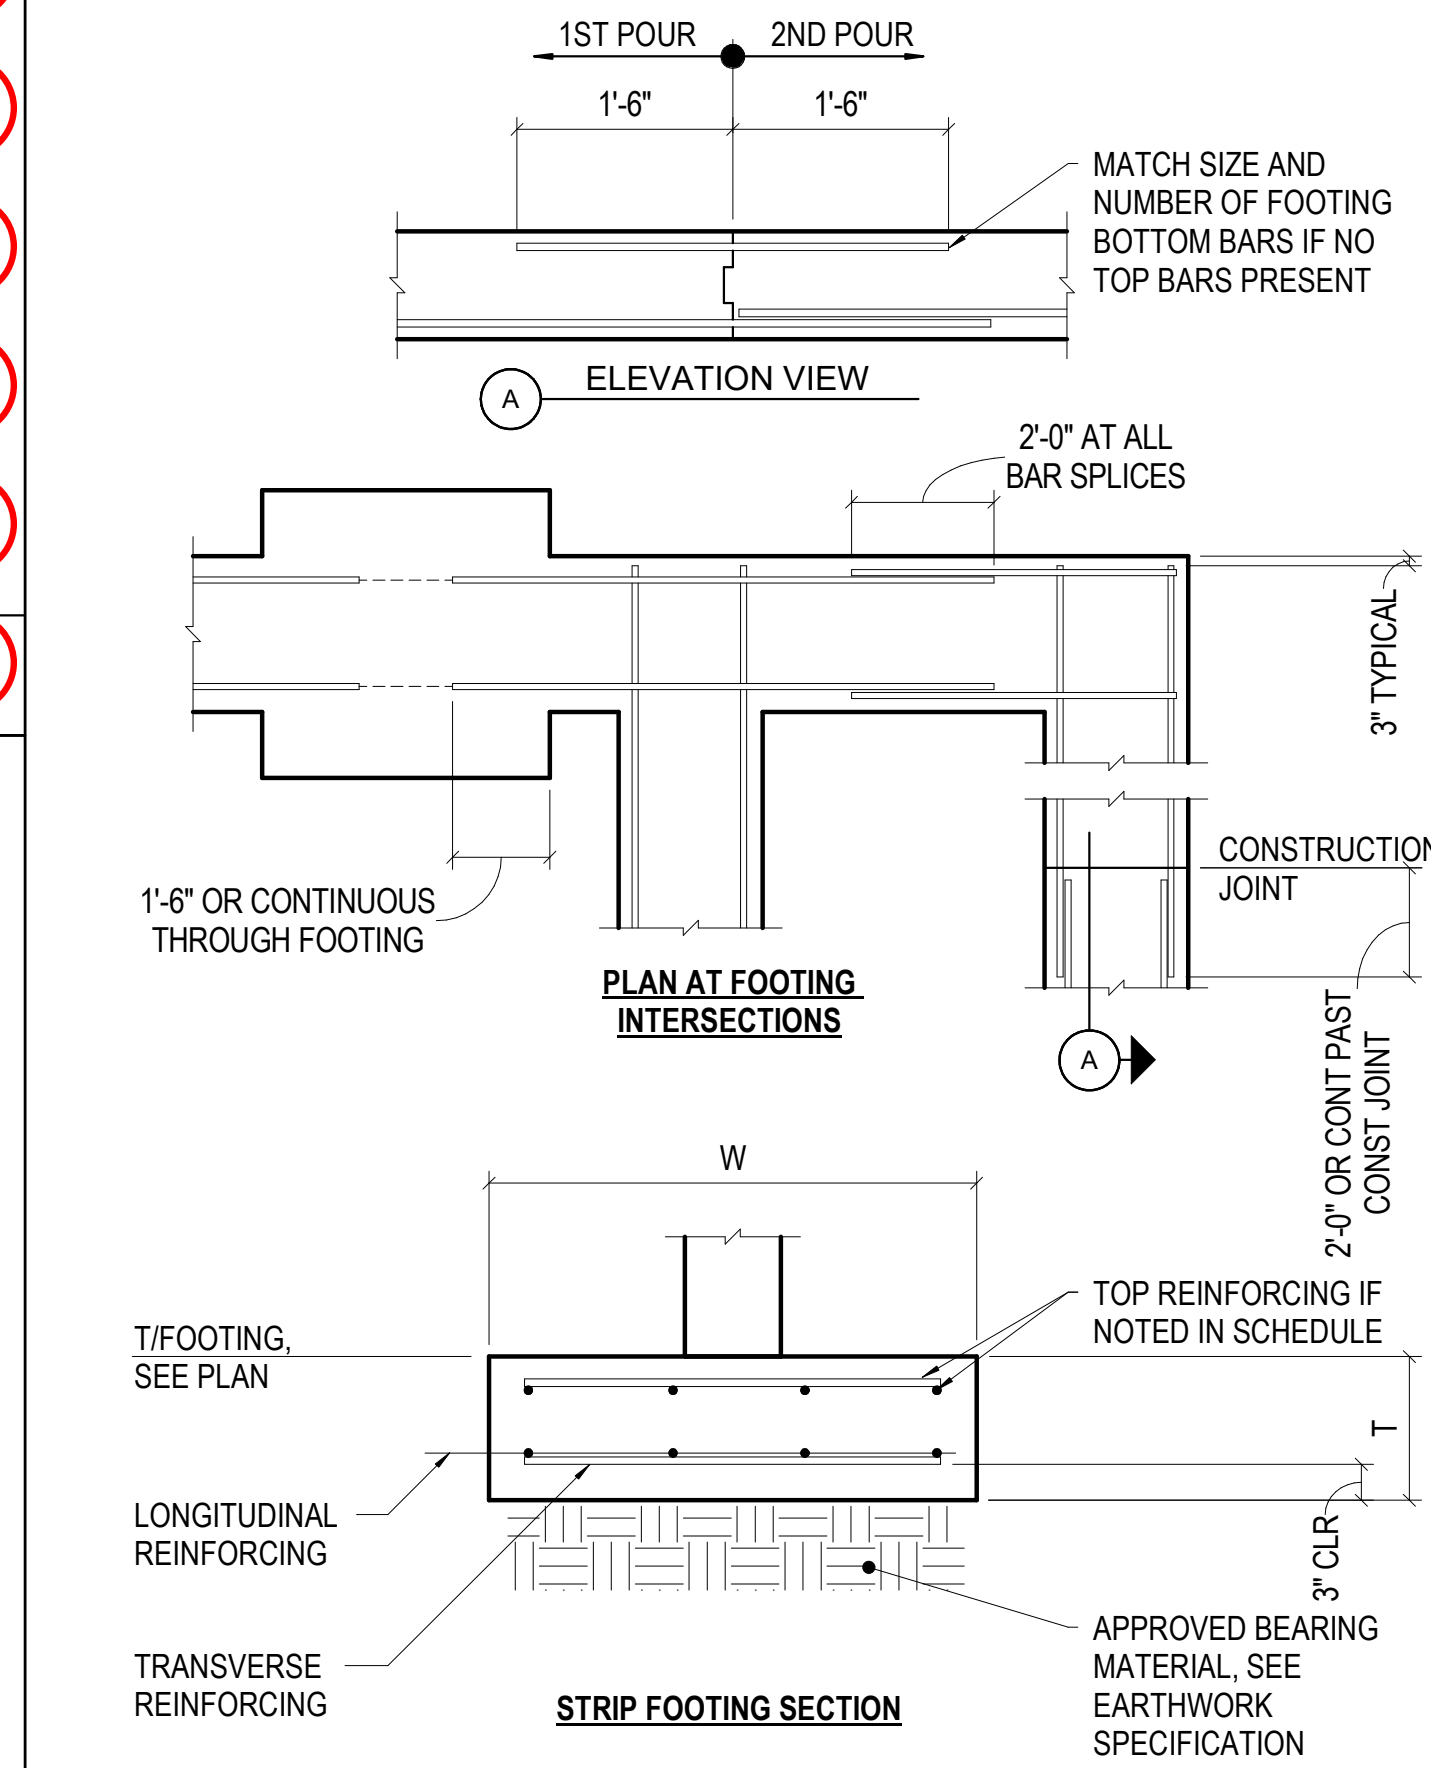 1ST POUR
2ND POUR
1'-6"
1'-6"
MATCH SIZE AND
NUMBER OF FOOTING
BOTTOM BARS IF NO
TOP BARS PRESENT
A
ELEVATION VIEW
2'-0" AT ALL
BAR SPLICES
3" TYPICAL
CONSTRUCTION
JOINT
1'-6" OR CONTINUOUS
THROUGH FOOTING
PLAN AT FOOTING
INTERSECTIONS
A
2'-0" OR CONT PAST
CONST JOINT
W
TOP REINFORCING IF
NOTED IN SCHEDULE
T/FOOTING,
SEE PLAN
T
LONGITUDINAL
REINFORCING
3" CLR
TRANSVERSE
REINFORCING
APPROVED BEARING
MATERIAL, SEE
EARTHWORK
SPECIFICATION
STRIP FOOTING SECTION